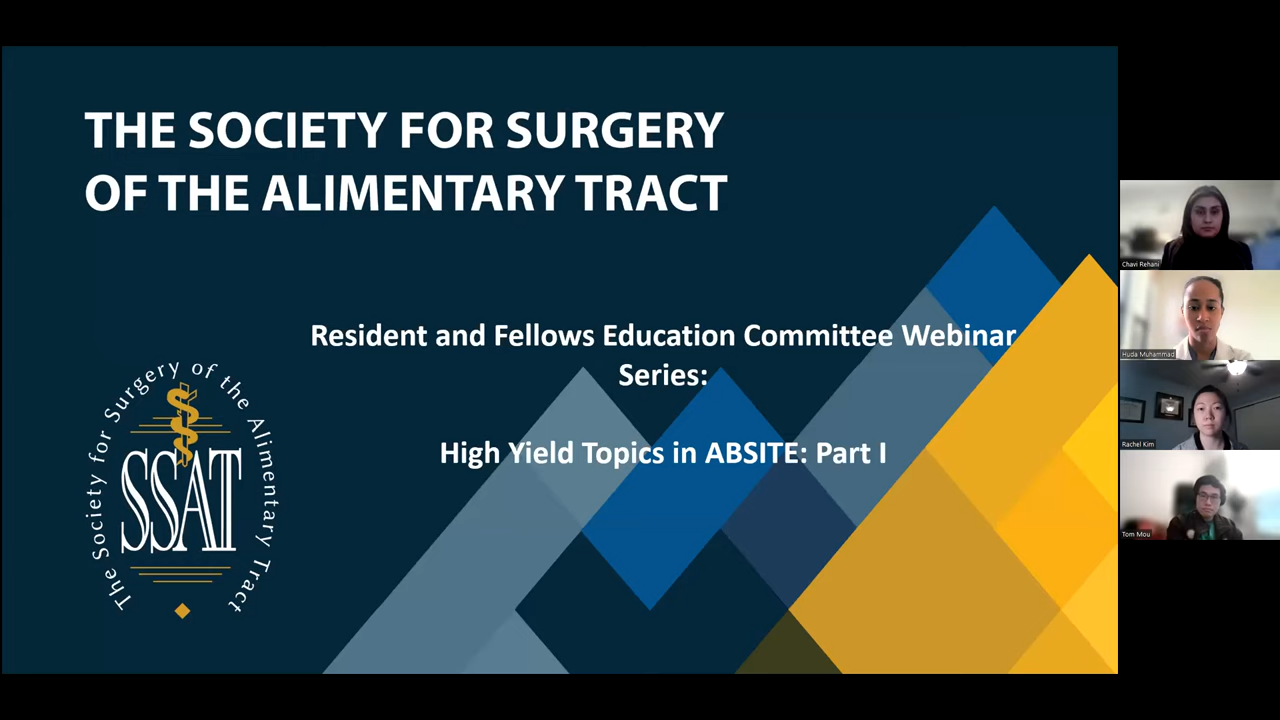 THE SOCIETY FOR SURGERY
OF THE ALIMENTARY TRACT
Resident and Fellows Education Committee Webinar
Series:
High Yield Topics in ABSITE: Part I
The Society for Surgery of the Alimentary Tract
SSAT
Chavi Rehani
Huda Muhammad
Rachel Kim
Tom Mou